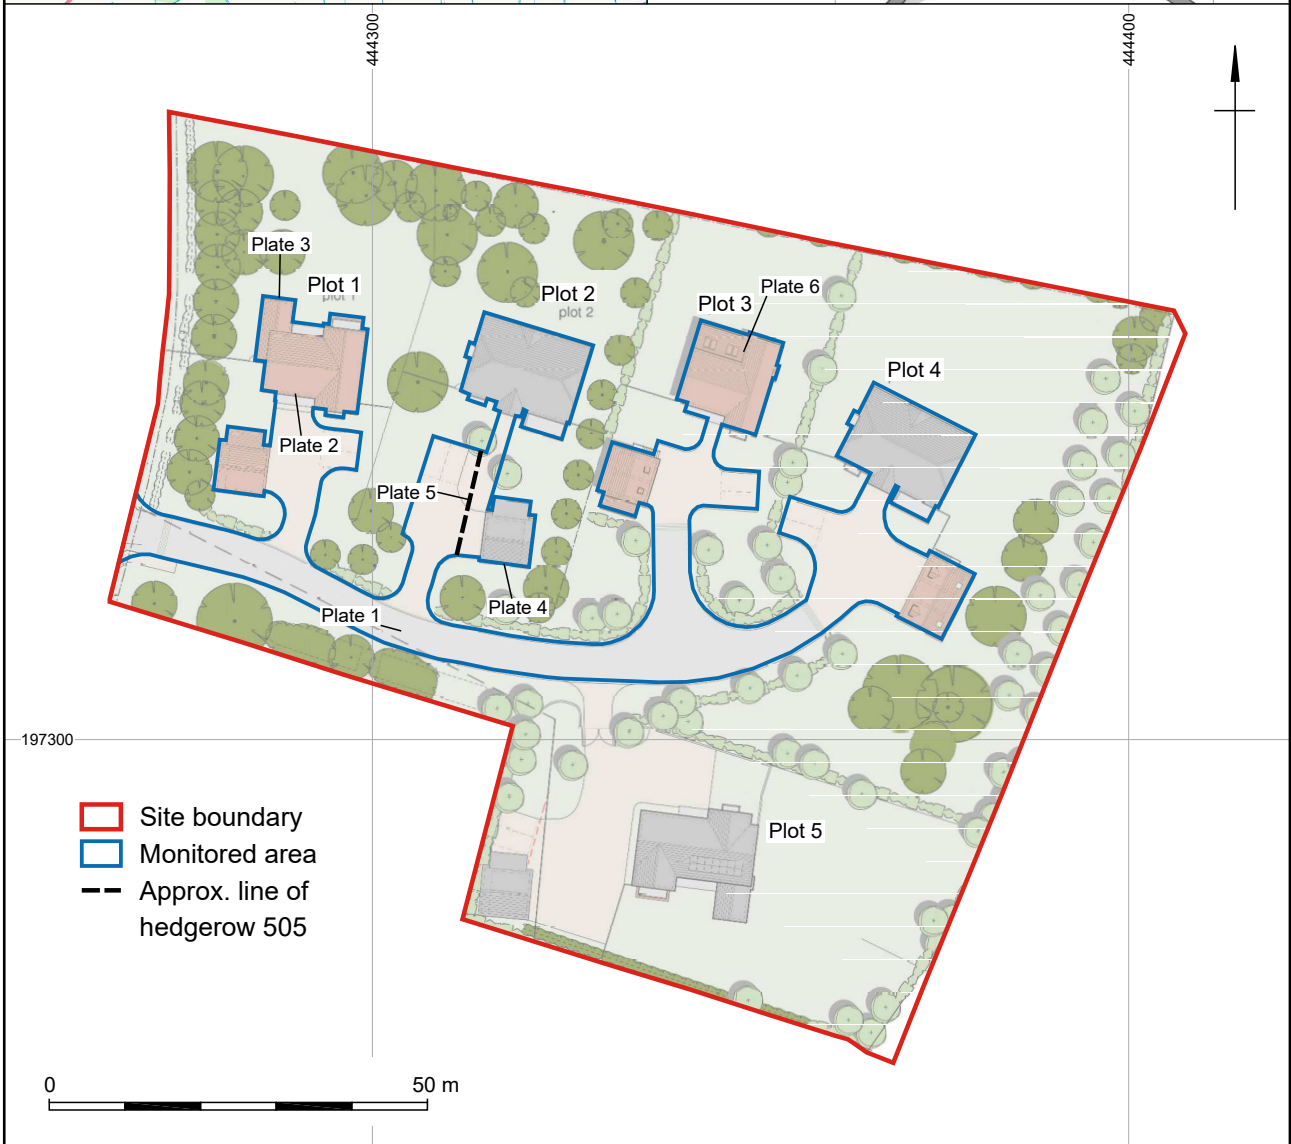 444300
444400
Plate 3
Plot 1
plot 1
Plot 2
plot 2
Plate 6
Plot 3
Plot 4
Plate 2
Plate 5
Plate 4
Plate 1
197300
Plot 5
Site boundary
Monitored area
Approx. line of
hedgerow 505
0
50 m